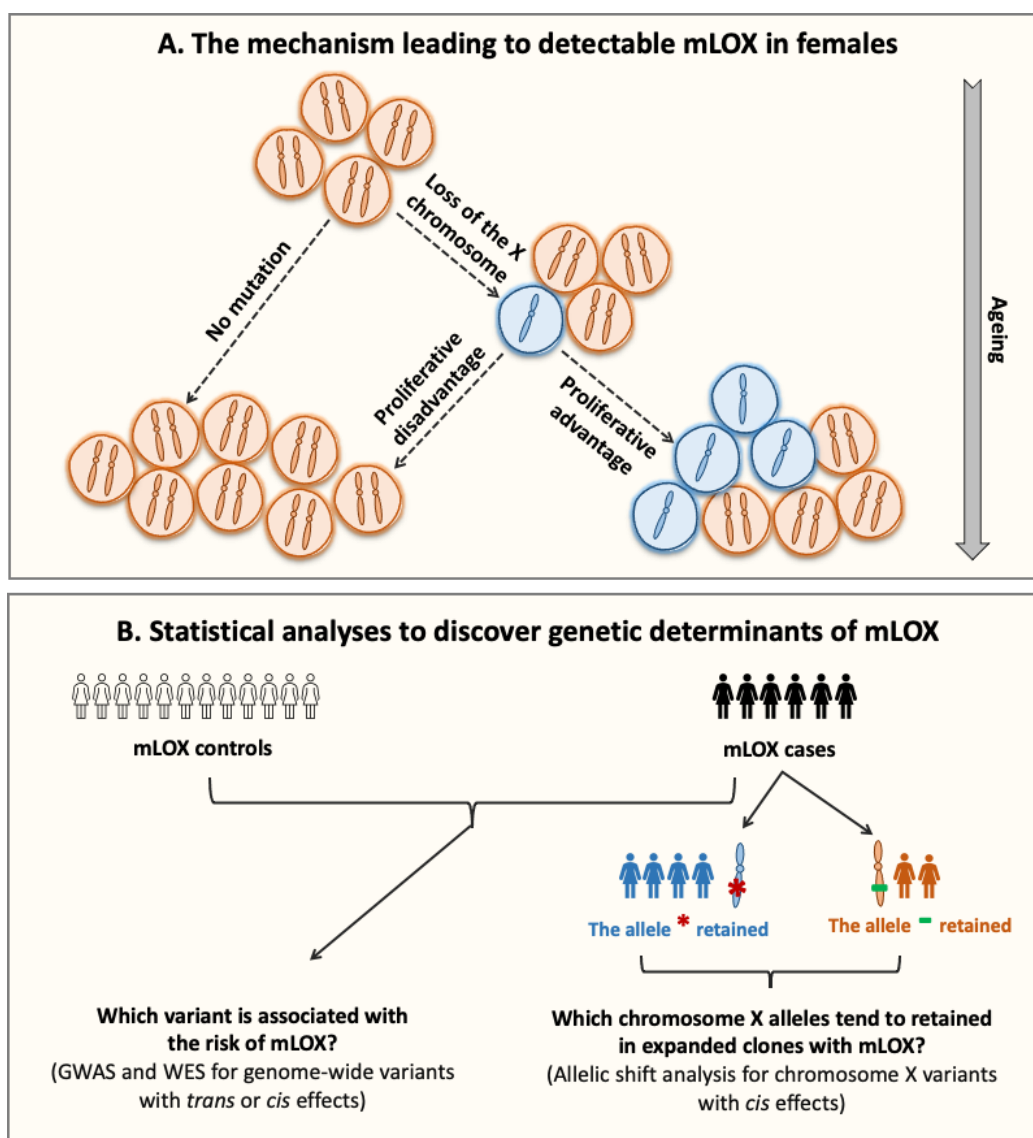 A. The mechanism leading to detectable mLOX in females
Loss of the X
chromosome
No mutation
Proliferative
disadvantage
Proliferative
advantage
Ageing
B. Statistical analyses to discover genetic determinants of mLOX
mLOX controls
mLOX cases
The allele * retained
The allele - retained
Which variant is associated with
the risk of mLOX?
(GWAS and WES for genome-wide variants
with trans or cis effects)
Which chromosome X alleles tend to retained
in expanded clones with mLOX?
(Allelic shift analysis for chromosome X variants
with cis effects)